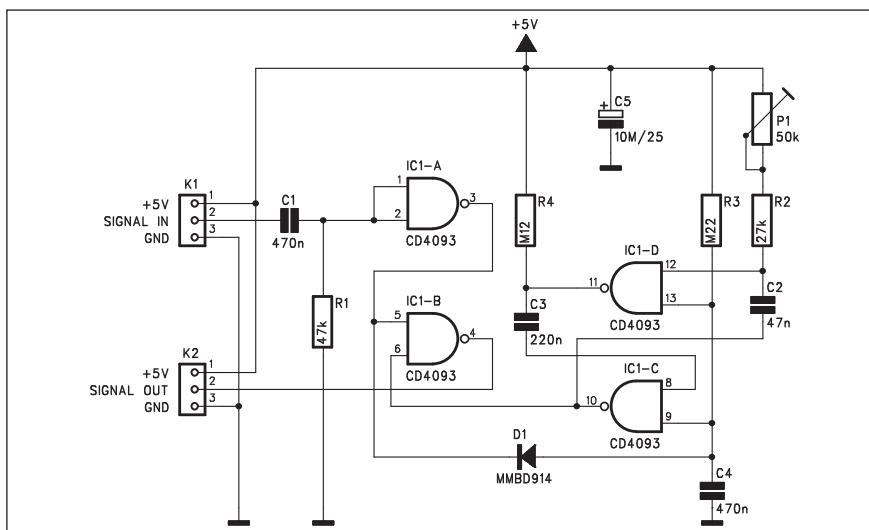 +5V
C5
10M/25
P1
50k
IC1-A
K1
+5V
SIGNAL IN
GND
1
2
3
C1
470n
1
2
3
CD4093
R4
M12
R3
M22
R2
27k
IC1-D
11
12
13
CD4093
C2
47n
R1
47k
IC1-B
5
6
4
CD4093
C3
220n
IC1-C
10
8
9
CD4093
K2
+5V
SIGNAL OUT
GND
1
2
3
D1
MMBD914
C4
470n